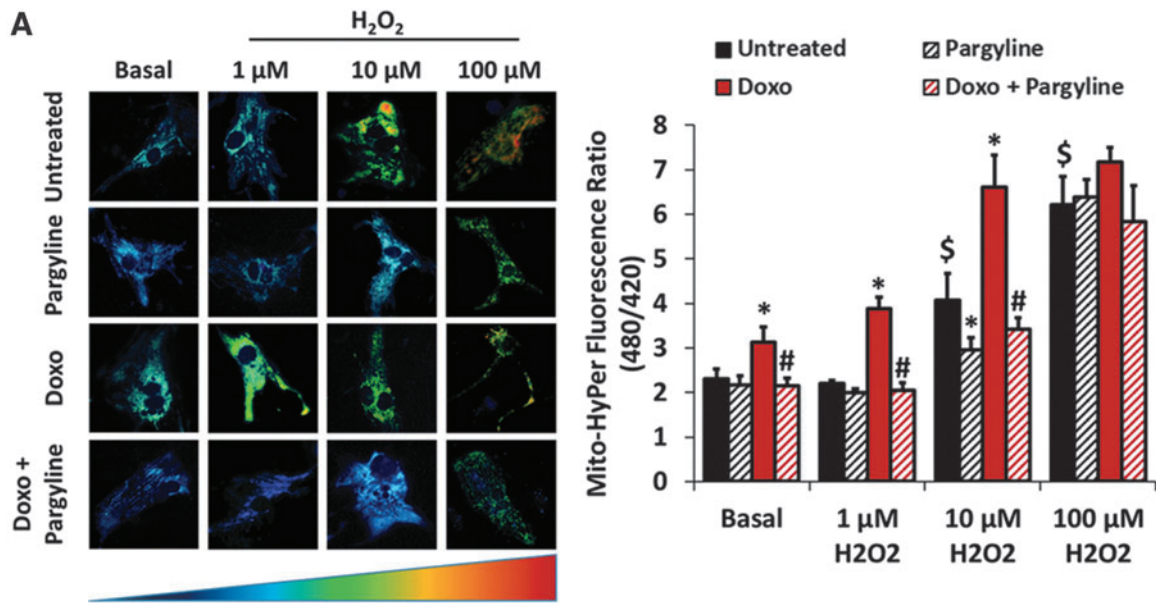 A
H₂O₂
Basal 1 µM 10 µM 100 µM
Untreated
Pargyline
Doxo
Doxo +
Pargyline
Untreated Pargyline
Doxo Doxo + Pargyline
Mito-HyPer Fluorescence Ratio
(480/420)
8
7
6
5
4
3
2
1
0
* #
* #
$ * * #
$
Basal 1 µM 10 µM 100 µM
H2O2 H2O2 H2O2